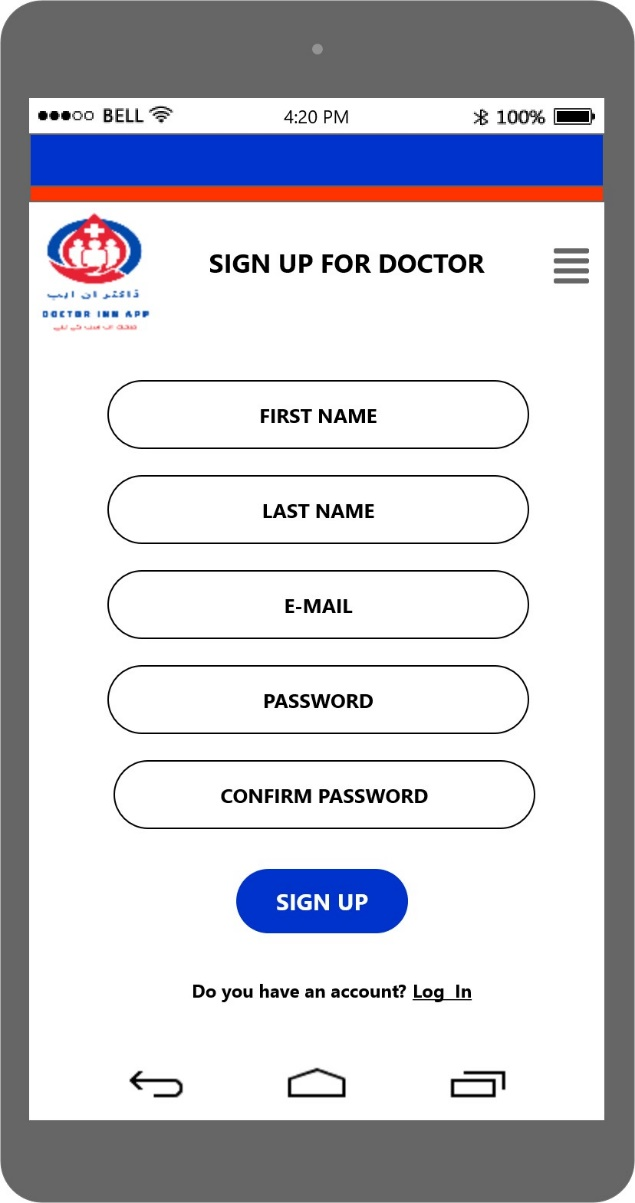 BELL
4:20 PM
100%
SIGN UP FOR DOCTOR
ڈاکٹر ان ایپ
DOCTOR INN APP
FIRST NAME
LAST NAME
E-MAIL
PASSWORD
CONFIRM PASSWORD
SIGN UP
Do you have an account? Log In